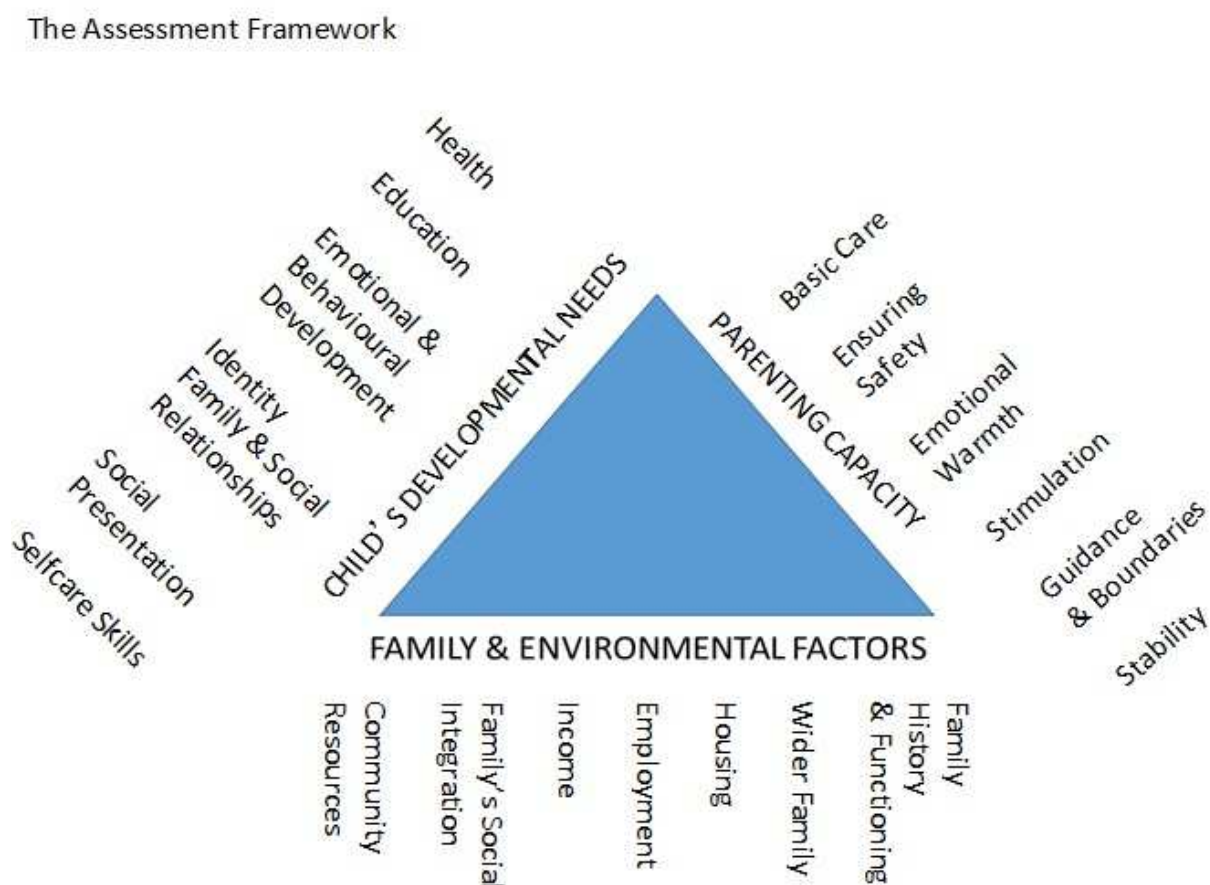 The Assessment Framework
Health
Education
Emotional &
Behavioural
Development
Identity
Family & Social
Relationships
Social
Presentation
Selfcare Skills
CHILD' S DEVELOPMENTAL NEEDS
PARENTING CAPACITY
Basic Care
Ensuring
Safety
Emotional
Warmth
Stimulation
Guidance
& Boundaries
Stability
FAMILY & ENVIRONMENTAL FACTORS
Community
Resources
Family's Social
Integration
Income
Employment
Housing
Wider Family
Family
History
& Functioning